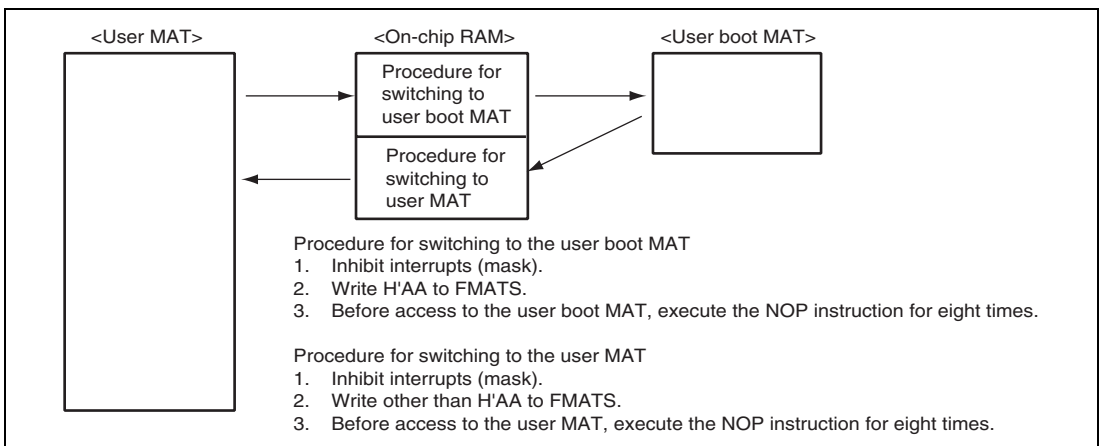 <User MAT>
<On-chip RAM>
<User boot MAT>
Procedure for
switching to
user boot MAT
Procedure for
switching to
user MAT
Procedure for switching to the user boot MAT
1. Inhibit interrupts (mask).
2. Write H'AA to FMATS.
3. Before access to the user boot MAT, execute the NOP instruction for eight times.
Procedure for switching to the user MAT
1. Inhibit interrupts (mask).
2. Write other than H'AA to FMATS.
3. Before access to the user MAT, execute the NOP instruction for eight times.